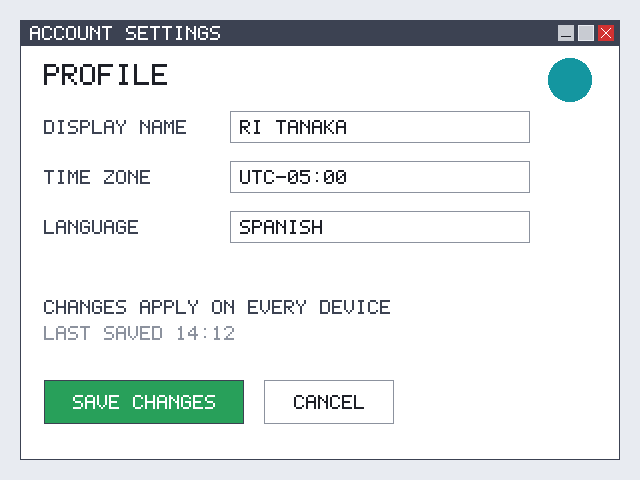 ACCOUNT SETTINGS
PROFILE
DISPLAY NAME RI TANAKA
TIME ZONE UTC-05:00
LANGUAGE SPANISH
CHANGES APPLY ON EVERY DEVICE
LAST SAVED 14:12
SAVE CHANGES CANCEL